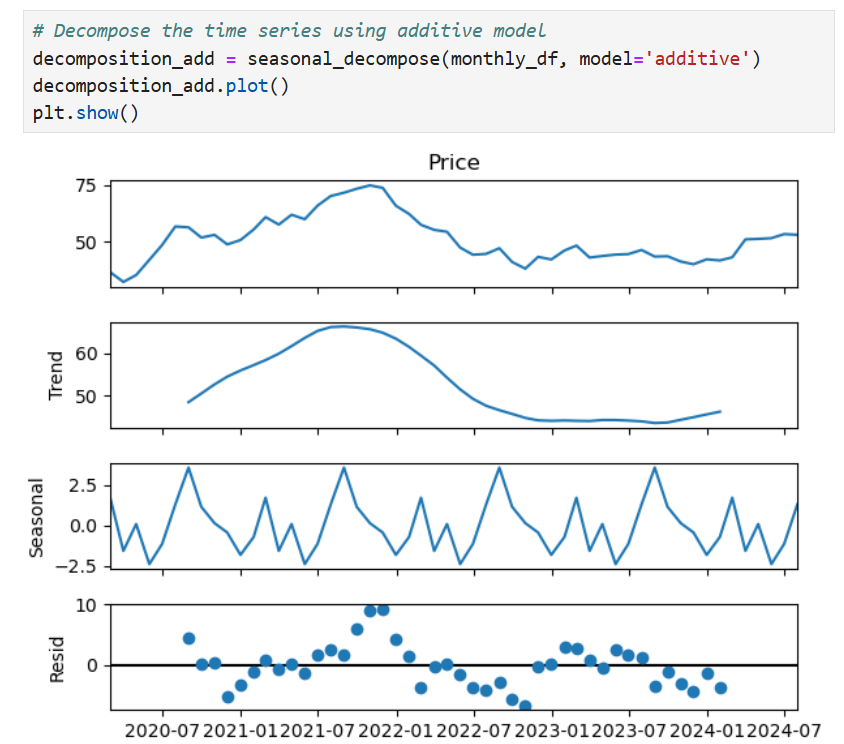 # Decompose the time series using additive model
decomposition_add = seasonal_decompose(monthly_df, model='additive')
decomposition_add.plot()
plt.show()
Price
75
50
Trend
60
50
Seasonal
2.5
0.0
−2.5
Resid
10
0
2020-07 2021-01 2021-07 2022-01 2022-07 2023-01 2023-07 2024-01 2024-07